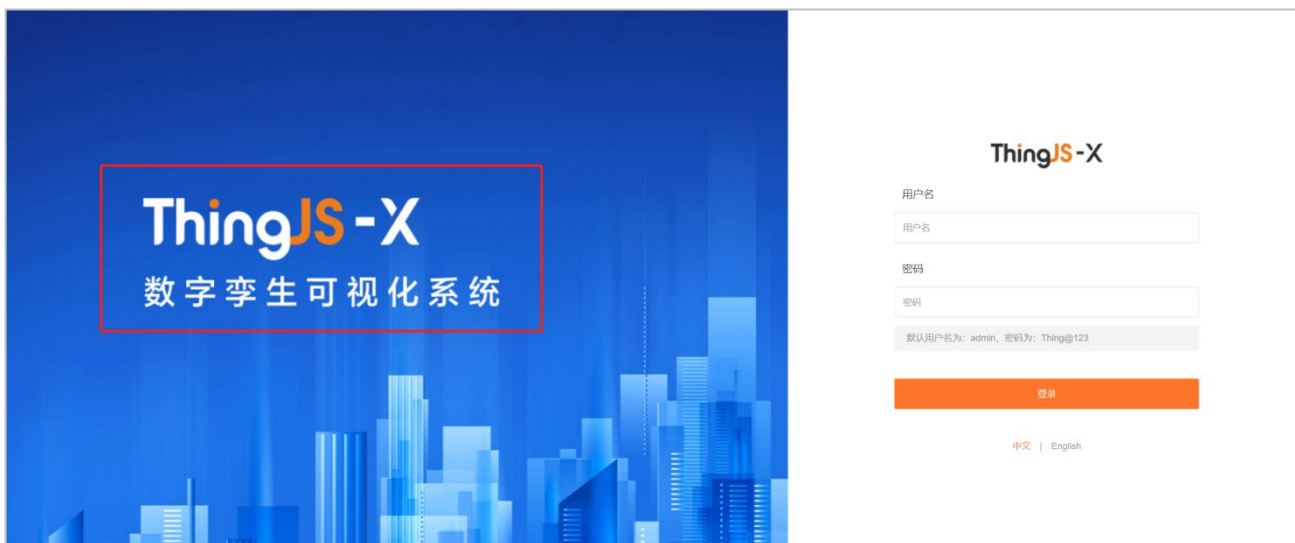 ThingJS-X
数字孪生可视化系统
ThingJS-X
用户名
用户名
密码
密码
默认用户名为：admin，密码为：Thing@123
登录
中文 | English